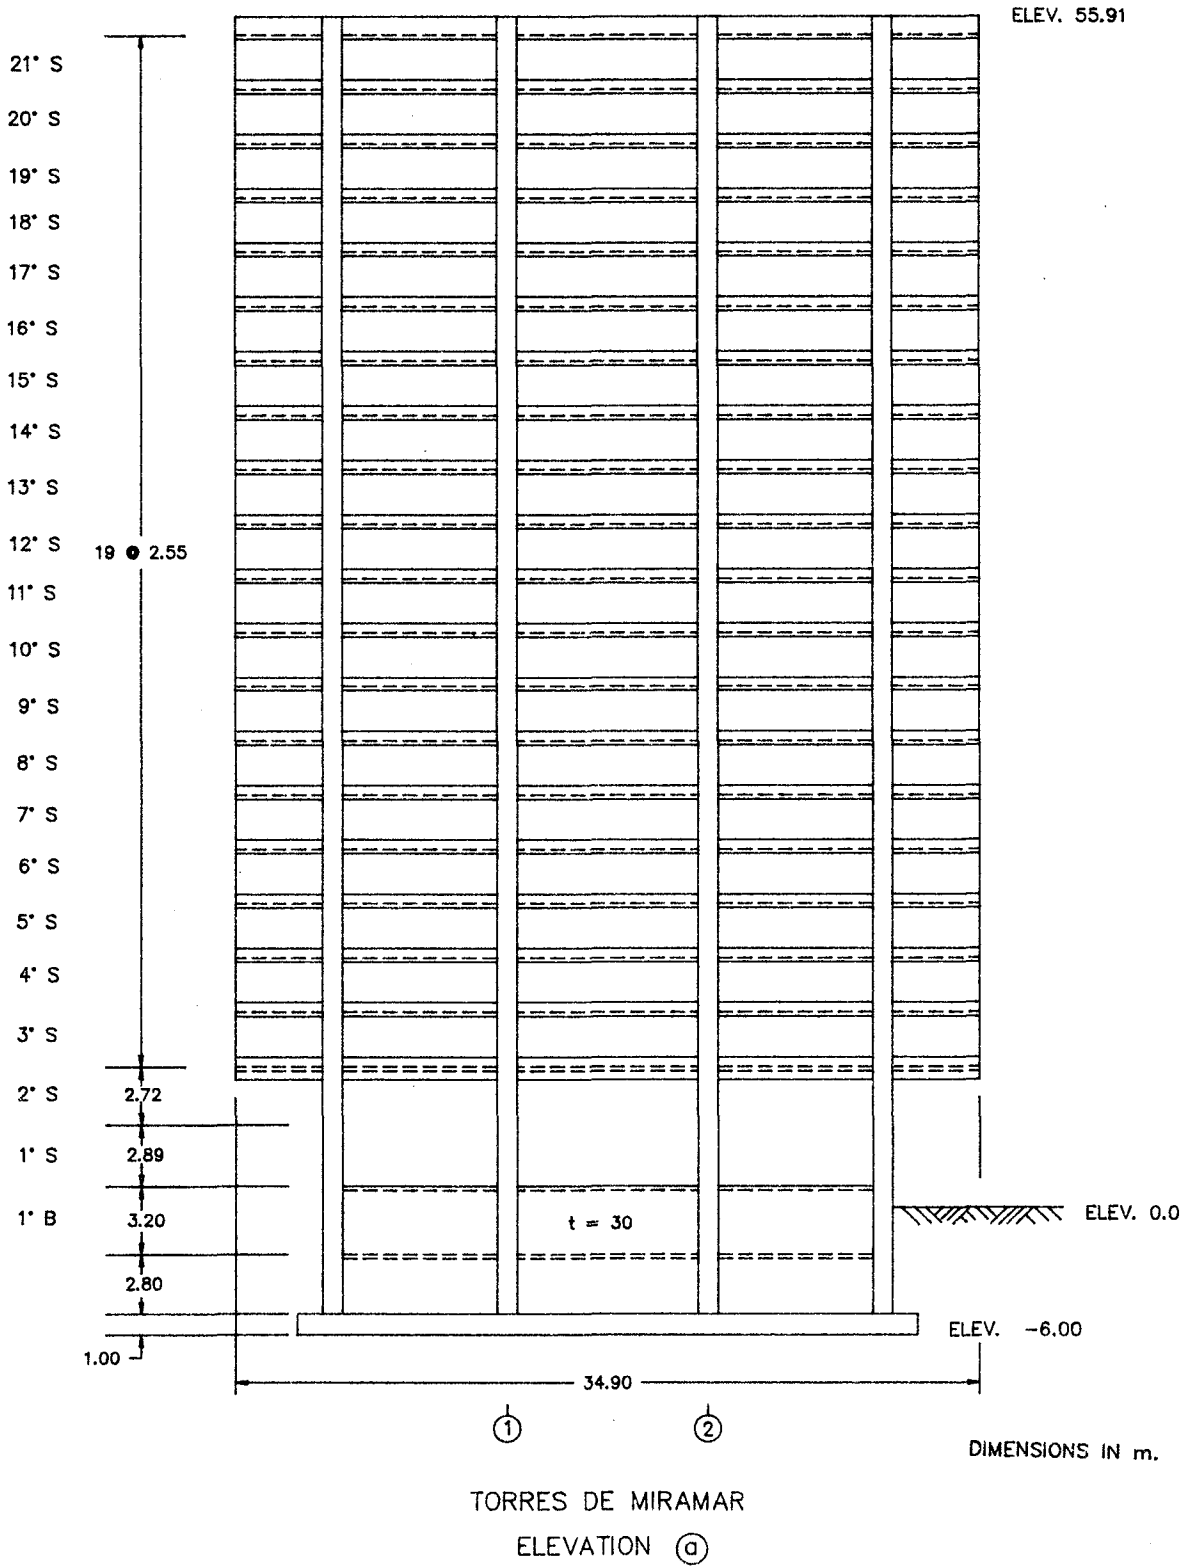 ELEV. 55.91
21° S
20° S
19° S
18° S
17° S
16° S
15° S
14° S
13° S
12° S
19 @ 2.55
11° S
10° S
9° S
8° S
7° S
6° S
5° S
4° S
3° S
2° S
2.72
1° S
2.89
1° B
3.20
t = 30
ELEV. 0.0
2.80
ELEV. -6.00
1.00
34.90
1
2
DIMENSIONS IN m.
TORRES DE MIRAMAR
ELEVATION a